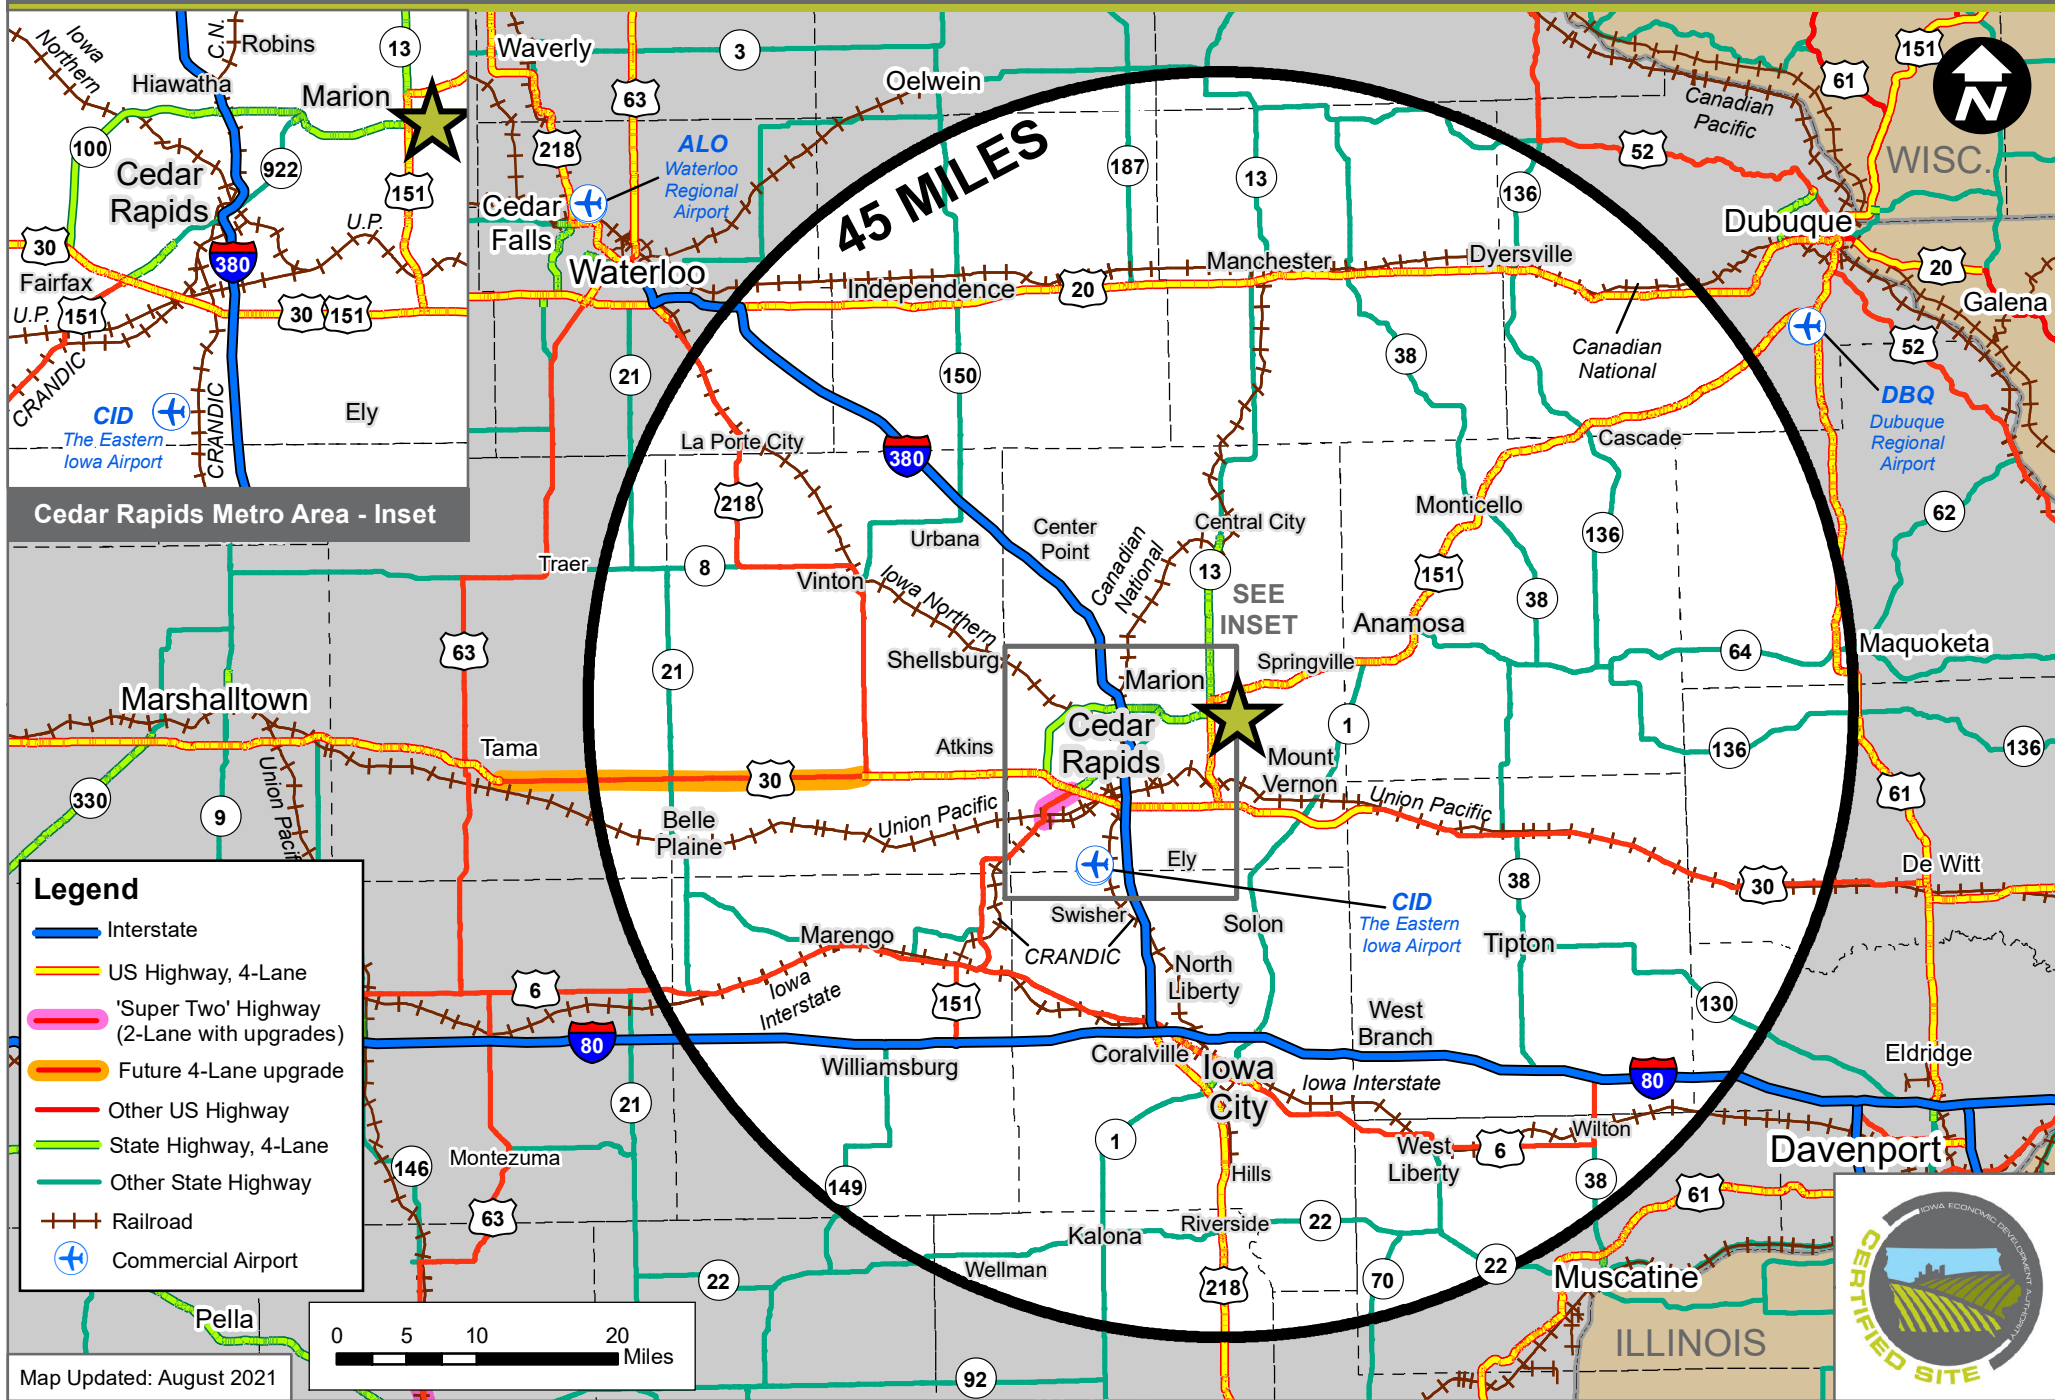 Iowa
Northern
C.N.
Robins
13
Hiawatha
Marion
100
922
Cedar
Rapids
151
U.P.
30
380
Fairfax
U.P.
151
30
151
CRANDIC
CRANDIC
CID
The Eastern
Iowa Airport
Ely
Cedar Rapids Metro Area - Inset
Waverly
3
63
Oelwein
218
ALO
Waterloo
Regional
Airport
Cedar
Falls
Waterloo
45 MILES
187
13
136
52
Canadian
Pacific
61
151
N
WISC.
Dubuque
20
Galena
52
Independence
20
Manchester
Dyersville
Canadian
National
DBQ
Dubuque
Regional
Airport
21
150
38
La Porte City
380
Cascade
218
Monticello
136
62
Urbana
Center
Point
Canadian
National
Central City
13
SEE
INSET
151
38
Traer
8
Vinton
Iowa Northern
Anamosa
63
21
Shellsburg
Marion
Springville
64
Maquoketa
Marshalltown
Tama
Cedar
Rapids
1
136
136
Atkins
Mount
Vernon
30
330
9
Union Pacific
Belle
Plaine
Union Pacific
Union Pacific
61
De Witt
30
38
Ely
CID
The Eastern
Iowa Airport
Swisher
Solon
Tipton
Marengo
CRANDIC
North
Liberty
6
Iowa
Interstate
151
West
Branch
130
80
Williamsburg
Coralville
Iowa
City
Iowa Interstate
80
Eldridge
21
1
West
Liberty
6
Wilton
Davenport
146
Montezuma
149
Hills
38
61
63
Kalona
Riverside
22
22
Wellman
218
70
22
Muscatine
Pella
92
ILLINOIS
Legend
Interstate
US Highway, 4-Lane
'Super Two' Highway
(2-Lane with upgrades)
Future 4-Lane upgrade
Other US Highway
State Highway, 4-Lane
Other State Highway
Railroad
Commercial Airport
0 5 10 20
Miles
Map Updated: August 2021
IOWA ECONOMIC DEVELOPMENT AUTHORITY
CERTIFIED SITE